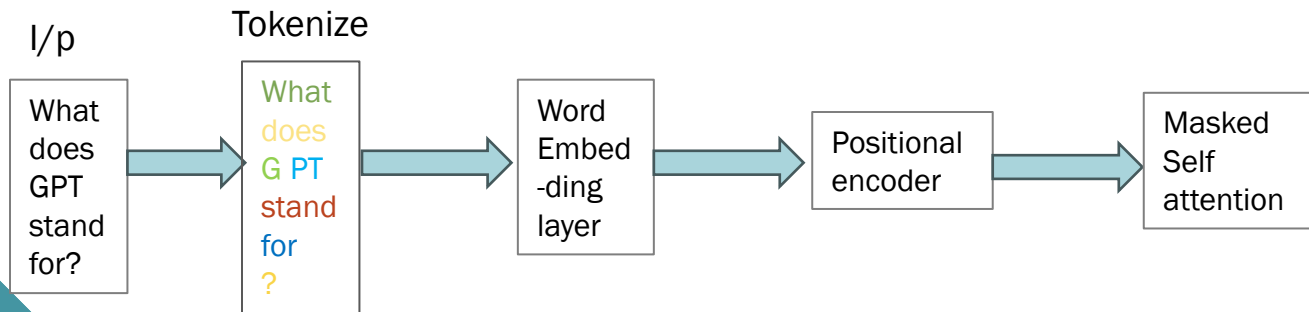 I/p
What
does
GPT
stand
for?
Tokenize
What
does
G PT
stand
for
?
Word
Embed
-ding
layer
Positional
encoder
Masked
Self
attention